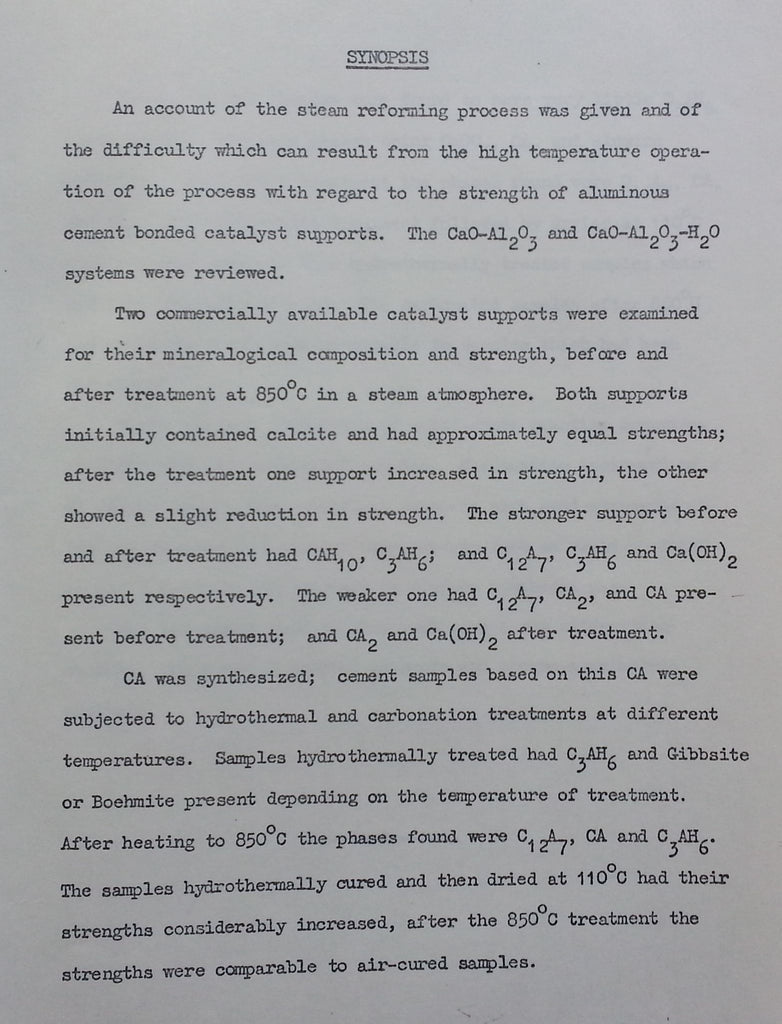 SYNOPSIS
An account of the steam reforming process was given and of
the difficulty which can result from the high temperature opera-
tion of the process with regard to the strength of aluminous
cement bonded catalyst supports. The CaO-Al₂O₃ and CaO-Al₂O₃-H₂O
systems were reviewed.
Two commercially available catalyst supports were examined
for their mineralogical composition and strength, before and
after treatment at 850°C in a steam atmosphere. Both supports
initially contained calcite and had approximately equal strengths;
after the treatment one support increased in strength, the other
showed a slight reduction in strength. The stronger support before
and after treatment had CAH₁₀, C₃AH₆; and C₁₂A₇, C₃AH₆ and Ca(OH)₂
present respectively. The weaker one had C₁₂A₇, CA₂, and CA pre-
sent before treatment; and CA₂ and Ca(OH)₂ after treatment.
CA was synthesized; cement samples based on this CA were
subjected to hydrothermal and carbonation treatments at different
temperatures. Samples hydrothermally treated had C₃AH₆ and Gibbsite
or Boehmite present depending on the temperature of treatment.
After heating to 850°C the phases found were C₁₂A₇, CA and C₃AH₆.
The samples hydrothermally cured and then dried at 110°C had their
strengths considerably increased, after the 850°C treatment the
strengths were comparable to air-cured samples.